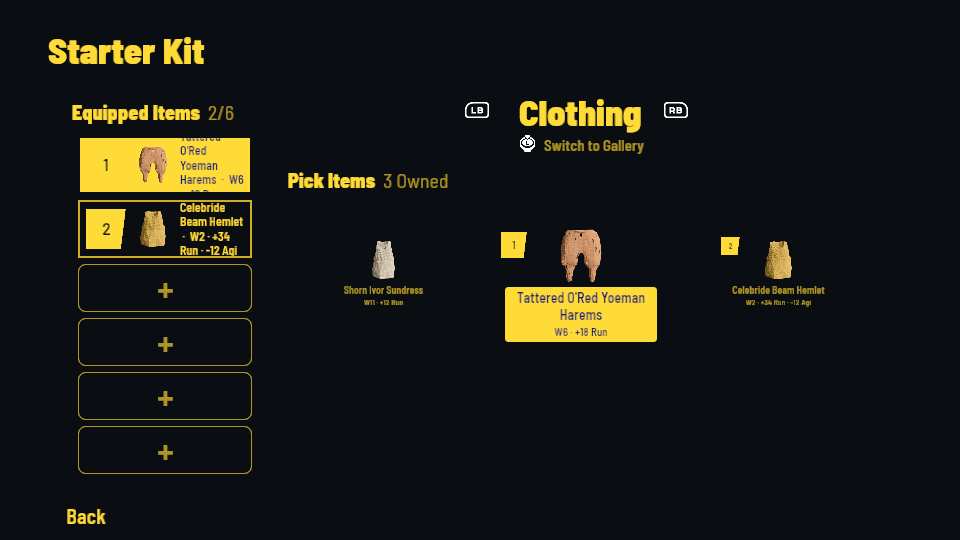 Starter Kit
Equipped Items 2/6
LB
Clothing
RB
L
Switch to Gallery
Pick Items 3 Owned
1
Tattered
O'Red
Yoeman
Harems · W6
2
Celebride
Beam Hemlet
· W2 · +34
Run · -12 Agi
+
+
+
+
Shorn Ivor Sundress
W11 · +12 Run
1
Tattered O'Red Yoeman
Harems
W6 · +18 Run
2
Celebride Beam Hemlet
W2 · +34 Run · -12 Agi
Back